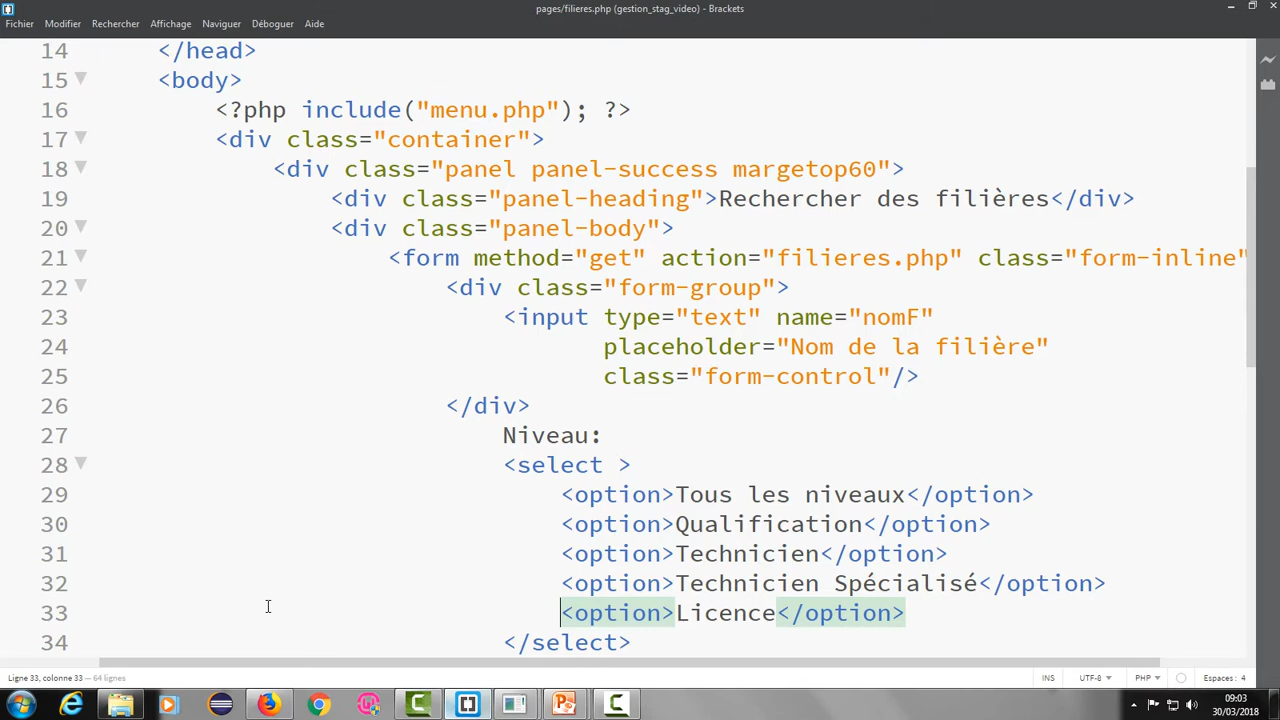 pages/filieres.php (gestion_stag_video) - Brackets
Fichier Modifier Rechercher Affichage Naviguer Déboguer Aide
14 </head>
15 <body>
16 <?php include("menu.php"); ?>
17 <div class="container">
18 <div class="panel panel-success margetop60">
19 <div class="panel-heading">Rechercher des filières</div>
20 <div class="panel-body">
21 <form method="get" action="filieres.php" class="form-inline"
22 <div class="form-group">
23 <input type="text" name="nomF"
24 placeholder="Nom de la filière"
25 class="form-control"/>
26 </div>
27 Niveau:
28 <select >
29 <option>Tous les niveaux</option>
30 <option>Qualification</option>
31 <option>Technicien</option>
32 <option>Technicien Spécialisé</option>
33 <option>Licence</option>
34 </select>
Ligne 33, colonne 33 — 64 lignes INS UTF-8 PHP Espaces : 4
09:03
30/03/2018